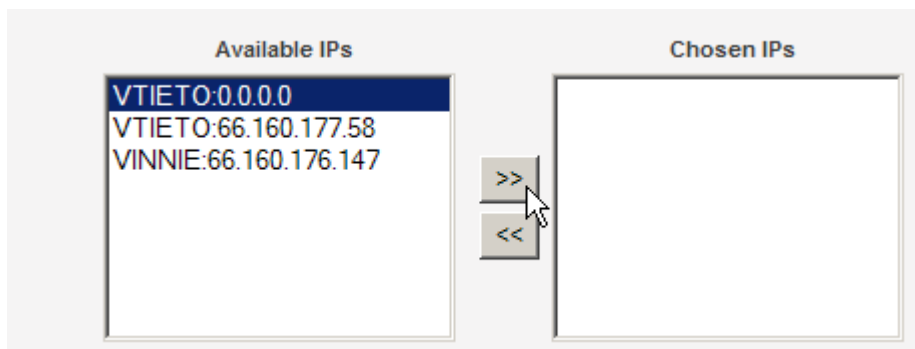 Available IPs
Chosen IPs
VTIETO:0.0.0.0
VTIETO:66.160.177.58
VINNIE:66.160.176.147
>>
<<